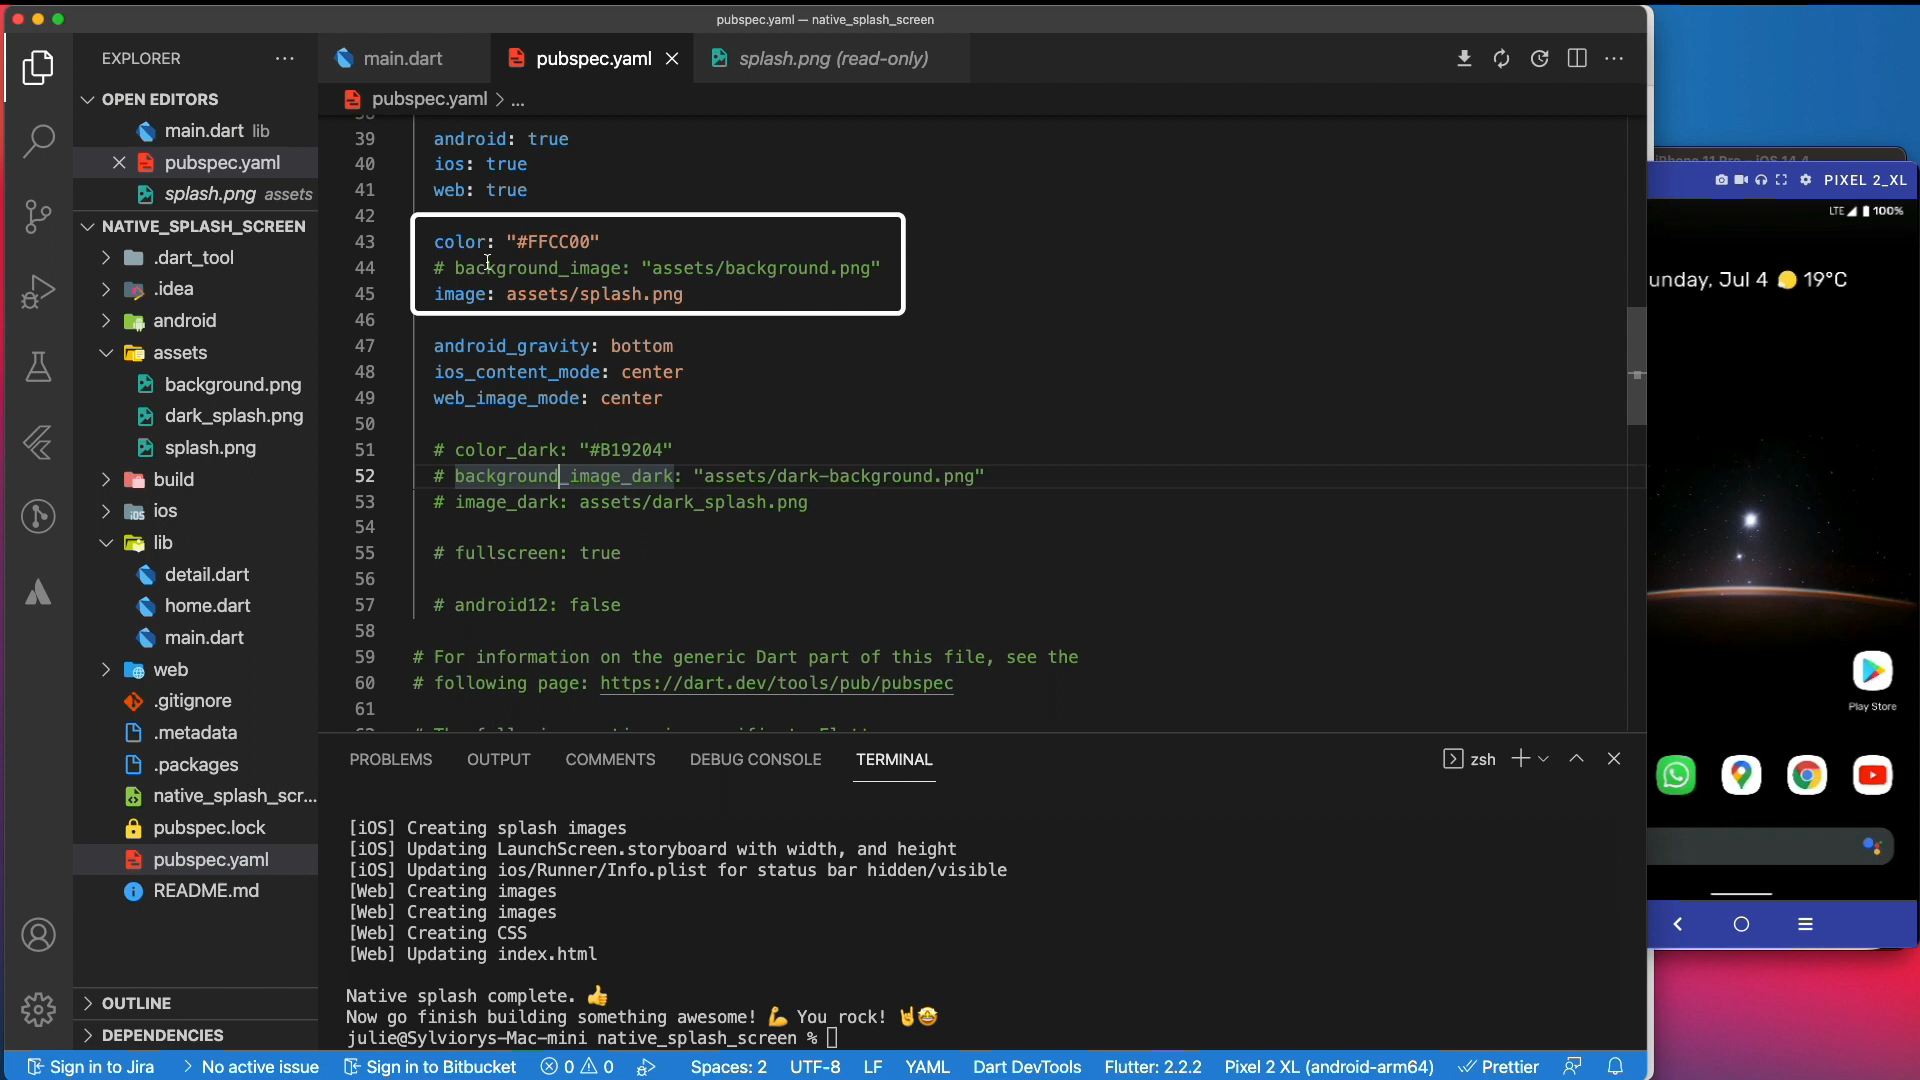 pubspec.yaml — native_splash_screen
EXPLORER
main.dart
pubspec.yaml
splash.png (read-only)
OPEN EDITORS
main.dart lib
pubspec.yaml
splash.png assets
NATIVE_SPLASH_SCREEN
.dart_tool
.idea
android
assets
background.png
dark_splash.png
splash.png
build
ios
lib
detail.dart
home.dart
main.dart
web
.gitignore
.metadata
.packages
native_splash_scr...
pubspec.lock
pubspec.yaml
README.md
OUTLINE
DEPENDENCIES
pubspec.yaml > ...
39 android: true
40 ios: true
41 web: true
42
43 color: "#FFCC00"
44 # background_image: "assets/background.png"
45 image: assets/splash.png
46
47 android_gravity: bottom
48 ios_content_mode: center
49 web_image_mode: center
50
51 # color_dark: "#B19204"
52 # background_image_dark: "assets/dark-background.png"
53 # image_dark: assets/dark_splash.png
54
55 # fullscreen: true
56
57 # android12: false
58
59 # For information on the generic Dart part of this file, see the
60 # following page: https://dart.dev/tools/pub/pubspec
61
PROBLEMS OUTPUT COMMENTS DEBUG CONSOLE TERMINAL
zsh
[iOS] Creating splash images
[iOS] Updating LaunchScreen.storyboard with width, and height
[iOS] Updating ios/Runner/Info.plist for status bar hidden/visible
[Web] Creating images
[Web] Creating images
[Web] Creating CSS
[Web] Updating index.html
Native splash complete. 👍
Now go finish building something awesome! 💪 You rock! 🤘🤩
julie@Sylviorys-Mac-mini native_splash_screen %
Sign in to Jira No active issue Sign in to Bitbucket 0 0 Spaces: 2 UTF-8 LF YAML Dart DevTools Flutter: 2.2.2 Pixel 2 XL (android-arm64) Prettier
iPhone 11 Pro – iOS 14.4
PIXEL 2_XL
LTE 100%
unday, Jul 4 19°C
Play Store